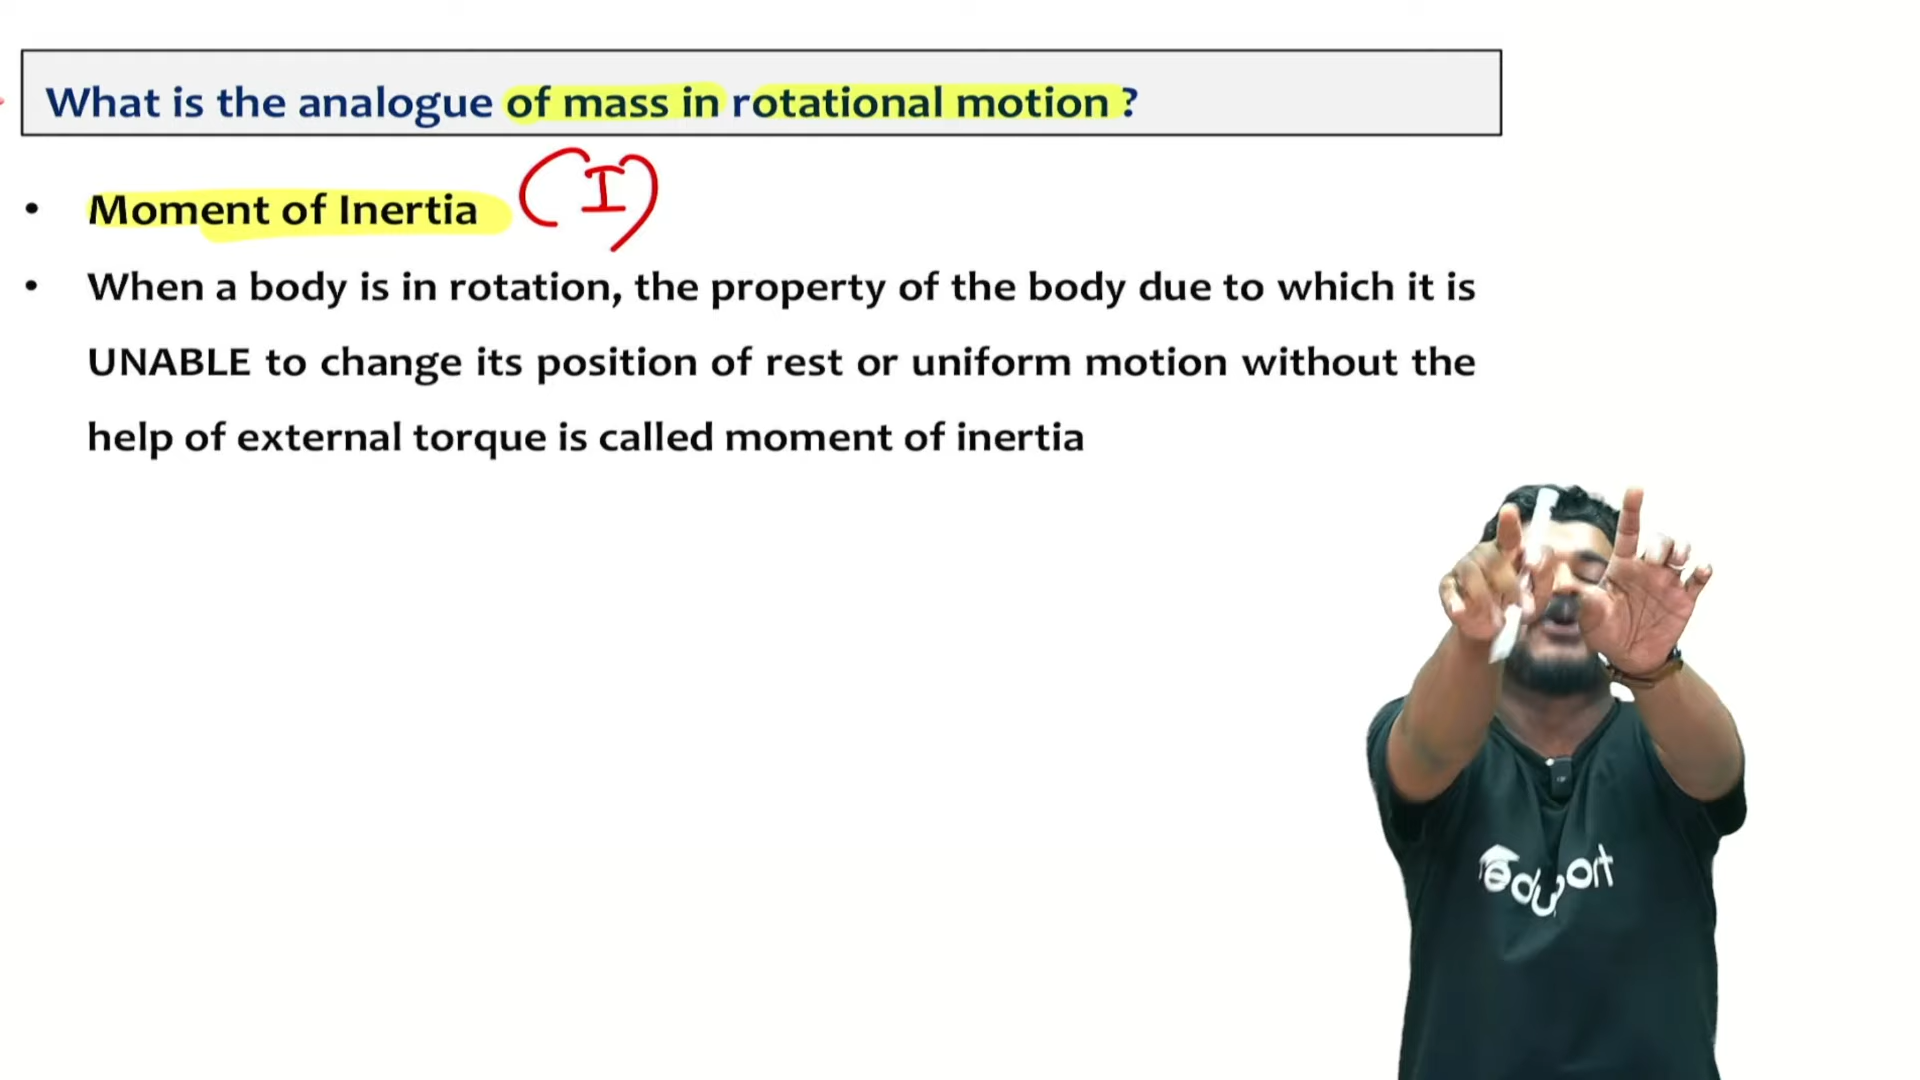 What is the analogue of mass in rotational motion ?
• Moment of Inertia (I)
• When a body is in rotation, the property of the body due to which it is
UNABLE to change its position of rest or uniform motion without the
help of external torque is called moment of inertia
eduport